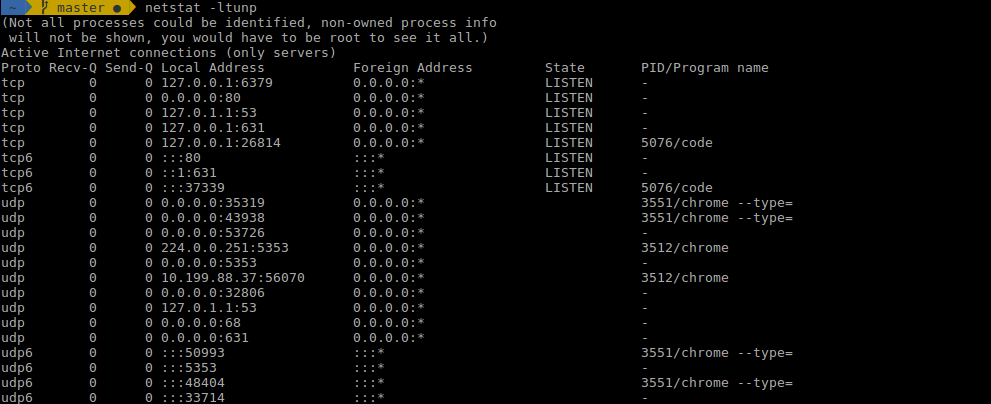 ~ master ● netstat -ltunp
(Not all processes could be identified, non-owned process info
 will not be shown, you would have to be root to see it all.)
Active Internet connections (only servers)
Proto Recv-Q Send-Q Local Address           Foreign Address         State       PID/Program name
tcp        0      0 127.0.0.1:6379          0.0.0.0:*               LISTEN      -
tcp        0      0 0.0.0.0:80              0.0.0.0:*               LISTEN      -
tcp        0      0 127.0.1.1:53            0.0.0.0:*               LISTEN      -
tcp        0      0 127.0.0.1:631           0.0.0.0:*               LISTEN      -
tcp        0      0 127.0.0.1:26814         0.0.0.0:*               LISTEN      5076/code
tcp6       0      0 :::80                   :::*                    LISTEN      -
tcp6       0      0 ::1:631                 :::*                    LISTEN      -
tcp6       0      0 :::37339                :::*                    LISTEN      5076/code
udp        0      0 0.0.0.0:35319           0.0.0.0:*                           3551/chrome --type=
udp        0      0 0.0.0.0:43938           0.0.0.0:*                           3551/chrome --type=
udp        0      0 0.0.0.0:53726           0.0.0.0:*                           -
udp        0      0 224.0.0.251:5353        0.0.0.0:*                           3512/chrome
udp        0      0 0.0.0.0:5353            0.0.0.0:*                           -
udp        0      0 10.199.88.37:56070      0.0.0.0:*                           3512/chrome
udp        0      0 0.0.0.0:32806           0.0.0.0:*                           -
udp        0      0 127.0.1.1:53            0.0.0.0:*                           -
udp        0      0 0.0.0.0:68              0.0.0.0:*                           -
udp        0      0 0.0.0.0:631             0.0.0.0:*                           -
udp6       0      0 :::50993                :::*                                3551/chrome --type=
udp6       0      0 :::5353                 :::*                                -
udp6       0      0 :::48404                :::*                                3551/chrome --type=
udp6       0      0 :::33714                :::*                                -